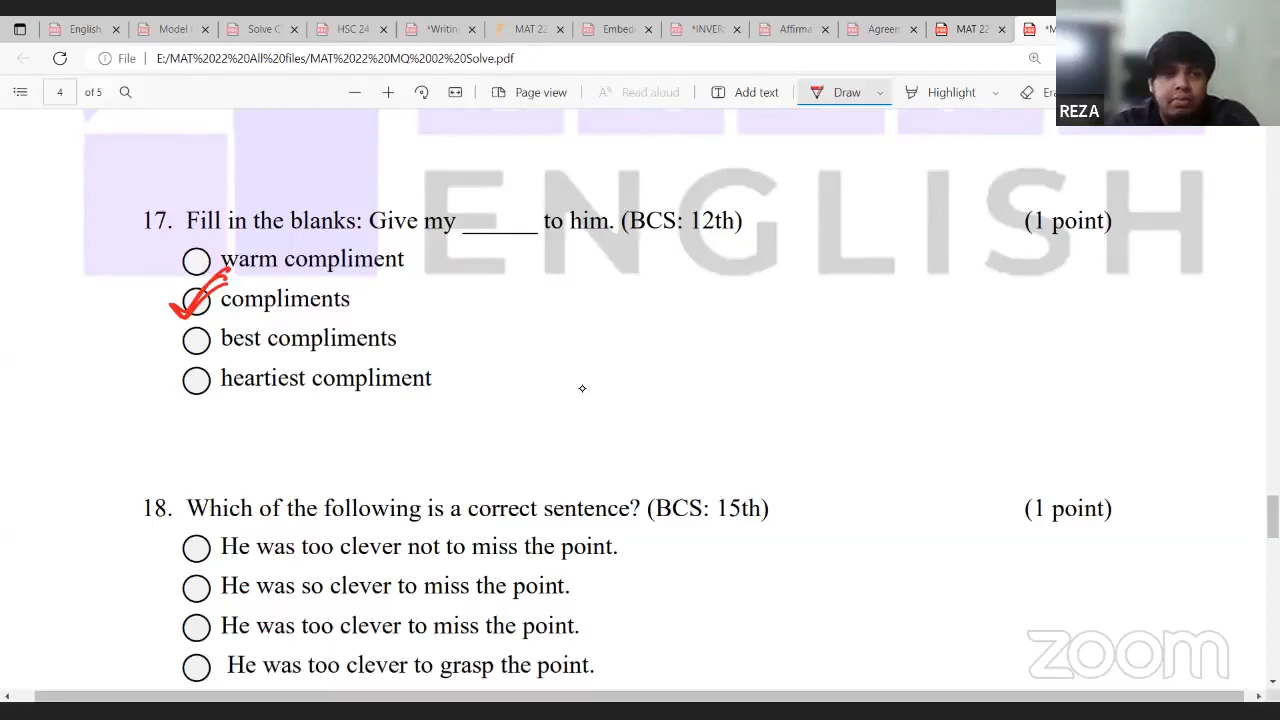 English
Model
Solve C
HSC 24
*Writing
MAT 22
Embed
*INVER
Affirma
Agreem
MAT 22
File
E:/MAT%2022%20All%20files/MAT%2022%20MQ%2002%20Solve.pdf
4 of 5
Page view
Read aloud
Add text
Draw
Highlight
REZA
ENGLISH
17. Fill in the blanks: Give my ______ to him. (BCS: 12th) (1 point)
warm compliment
compliments
best compliments
heartiest compliment
18. Which of the following is a correct sentence? (BCS: 15th) (1 point)
He was too clever not to miss the point.
He was so clever to miss the point.
He was too clever to miss the point.
He was too clever to grasp the point.
zoom